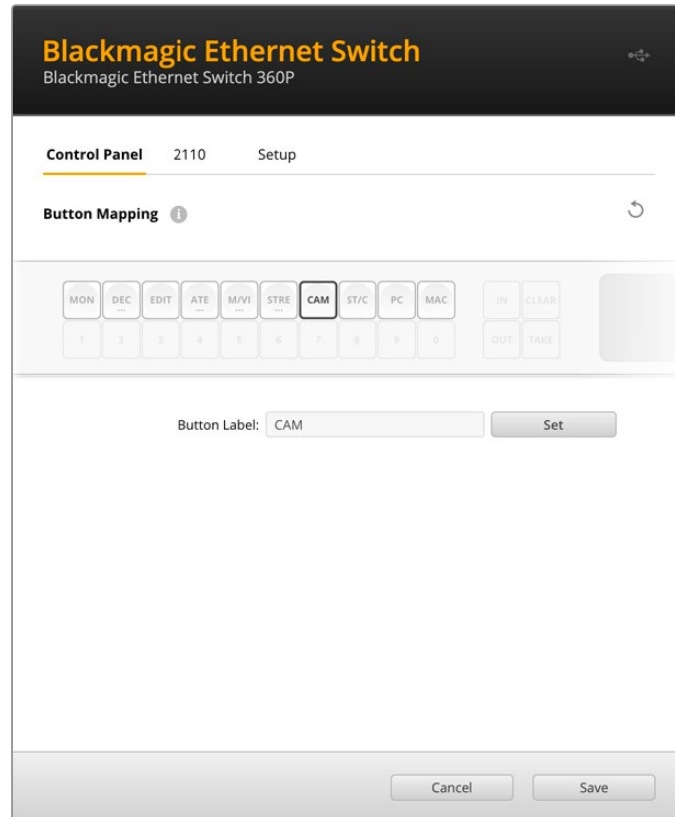 Blackmagic Ethernet Switch
Blackmagic Ethernet Switch 360P
Control Panel 2110 Setup
Button Mapping i
MON DEC ... EDIT ATE ... M/VI ... STRE ... CAM ST/C PC MAC IN CLEAR
1 2 3 4 5 6 7 8 9 0 OUT TAKE
Button Label: CAM Set
Cancel Save